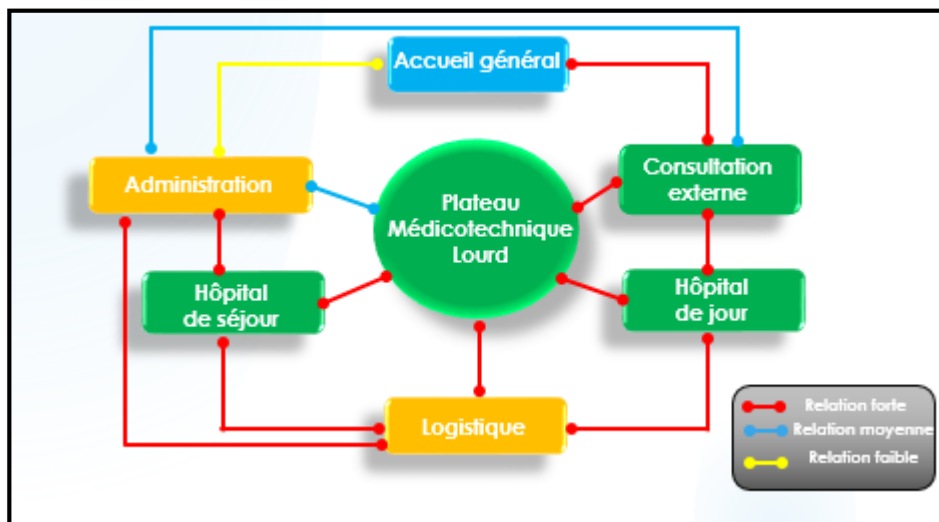 Accueil général
Administration
Consultation
externe
Plateau
Médicotechnique
Lourd
Hôpital
de séjour
Hôpital
de jour
Logistique
Relation forte
Relation moyenne
Relation faible